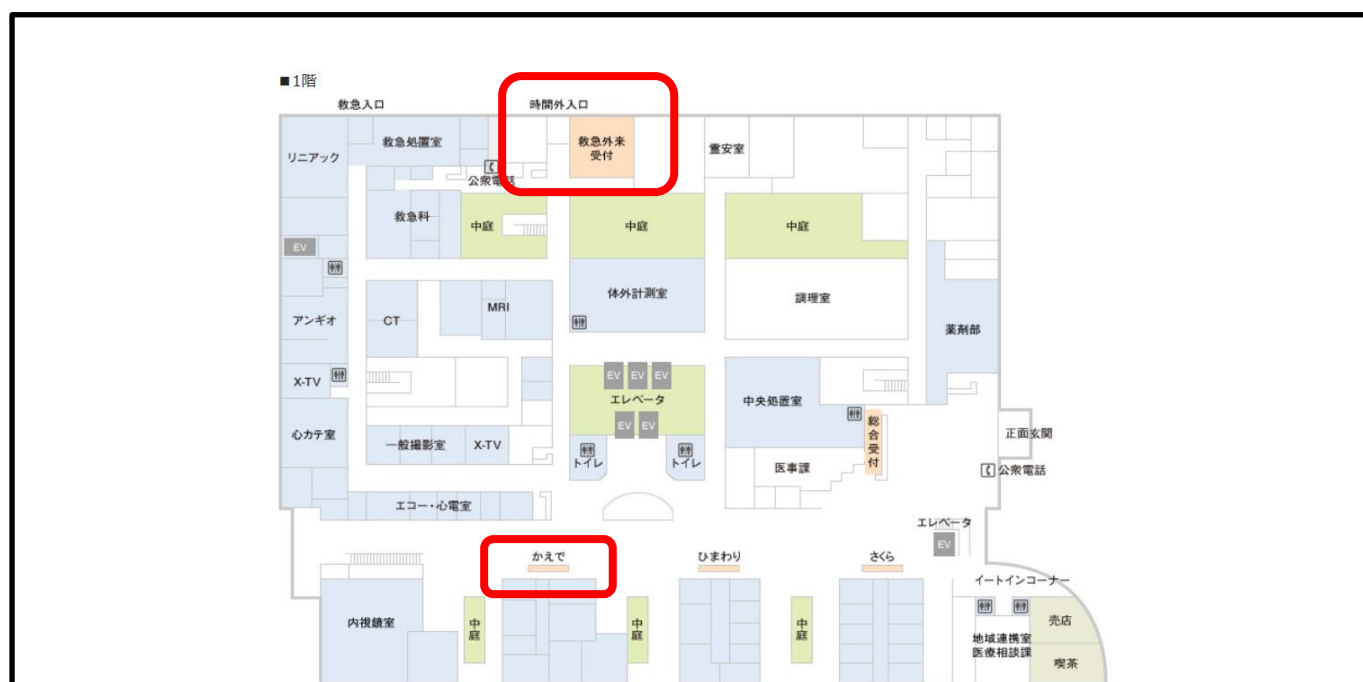 ■1階
救急入口
時間外入口
リニアック
救急処置室
救急外来
受付
霊安室
公衆電話
救急科
中庭
中庭
中庭
EV
体外計測室
調理室
アンギオ
CT
MRI
薬剤部
X-TV
EV EV EV
エレベータ
EV EV
中央処置室
総合受付
正面玄関
心カテ室
一般撮影室
X-TV
トイレ
トイレ
医事課
公衆電話
エコー・心電室
エレベータ
EV
かえで
ひまわり
さくら
イートインコーナー
内視鏡室
中庭
中庭
中庭
売店
地域連携室
医療相談課
喫茶